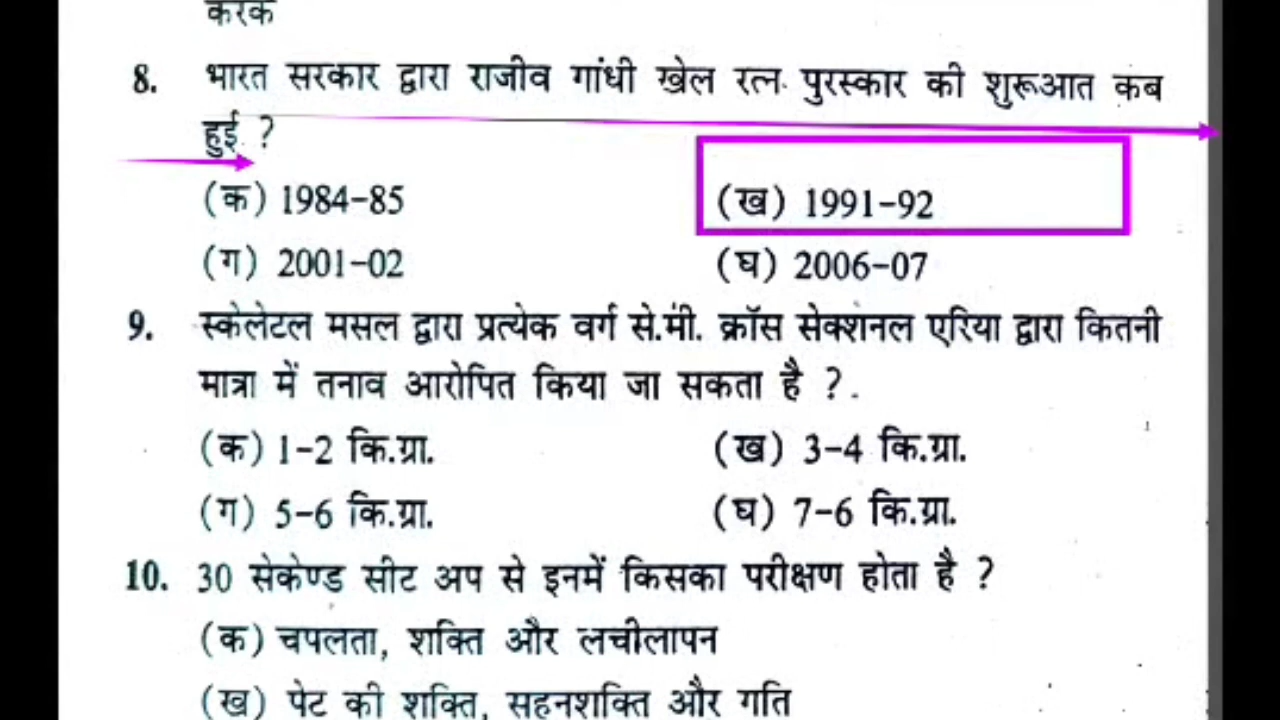 करके
8. भारत सरकार द्वारा राजीव गांधी खेल रत्न पुरस्कार की शुरूआत कब
हुई ?
(क) 1984-85 (ख) 1991-92
(ग) 2001-02 (घ) 2006-07
9. स्केलेटल मसल द्वारा प्रत्येक वर्ग से.मी. क्रॉस सेक्शनल एरिया द्वारा कितनी
मात्रा में तनाव आरोपित किया जा सकता है ?
(क) 1-2 कि.ग्रा. (ख) 3-4 कि.ग्रा.
(ग) 5-6 कि.ग्रा. (घ) 7-6 कि.ग्रा.
10. 30 सेकेण्ड सीट अप से इनमें किसका परीक्षण होता है ?
(क) चपलता, शक्ति और लचीलापन
(ख) पेट की शक्ति, सहनशक्ति और गति